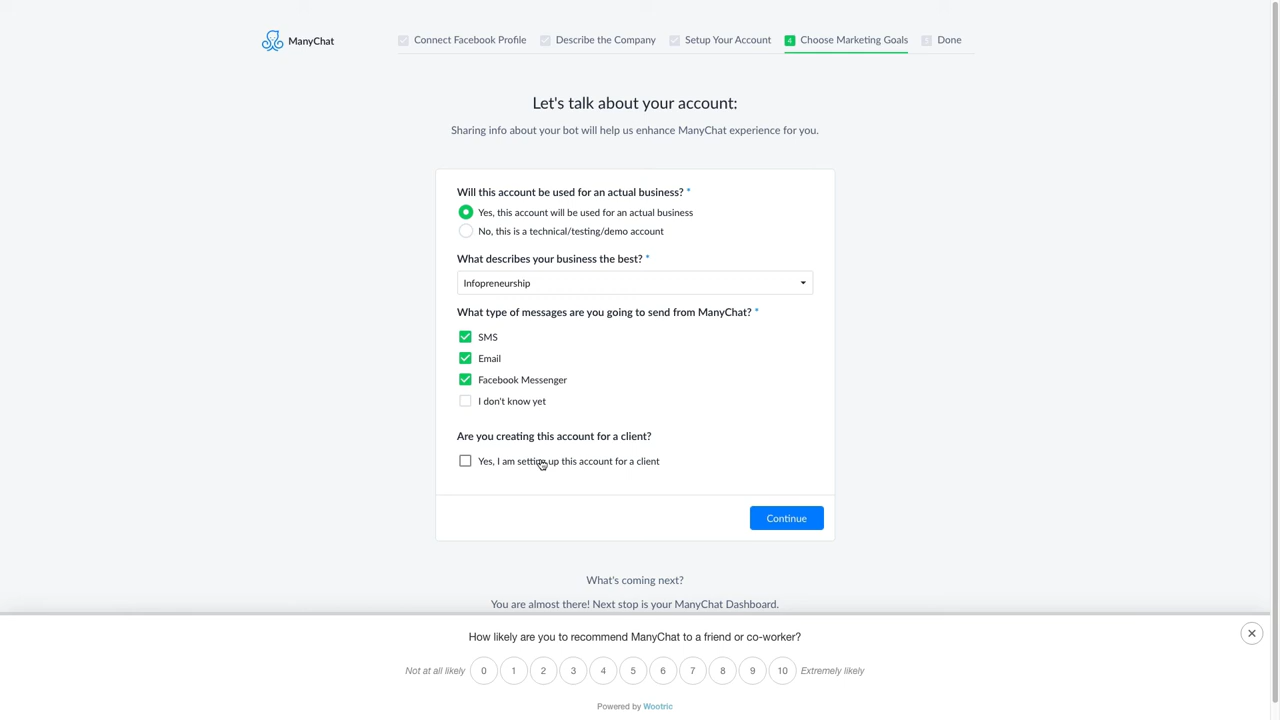 ManyChat
Connect Facebook Profile
Describe the Company
Setup Your Account
4 Choose Marketing Goals
Done
Let's talk about your account:
Sharing info about your bot will help us enhance ManyChat experience for you.
Will this account be used for an actual business? *
Yes, this account will be used for an actual business
No, this is a technical/testing/demo account
What describes your business the best? *
Infopreneurship
What type of messages are you going to send from ManyChat? *
SMS
Email
Facebook Messenger
I don't know yet
Are you creating this account for a client?
Yes, I am setting up this account for a client
Continue
What's coming next?
You are almost there! Next stop is your ManyChat Dashboard.
How likely are you to recommend ManyChat to a friend or co-worker?
Not at all likely 0 1 2 3 4 5 6 7 8 9 10 Extremely likely
Powered by Wootric